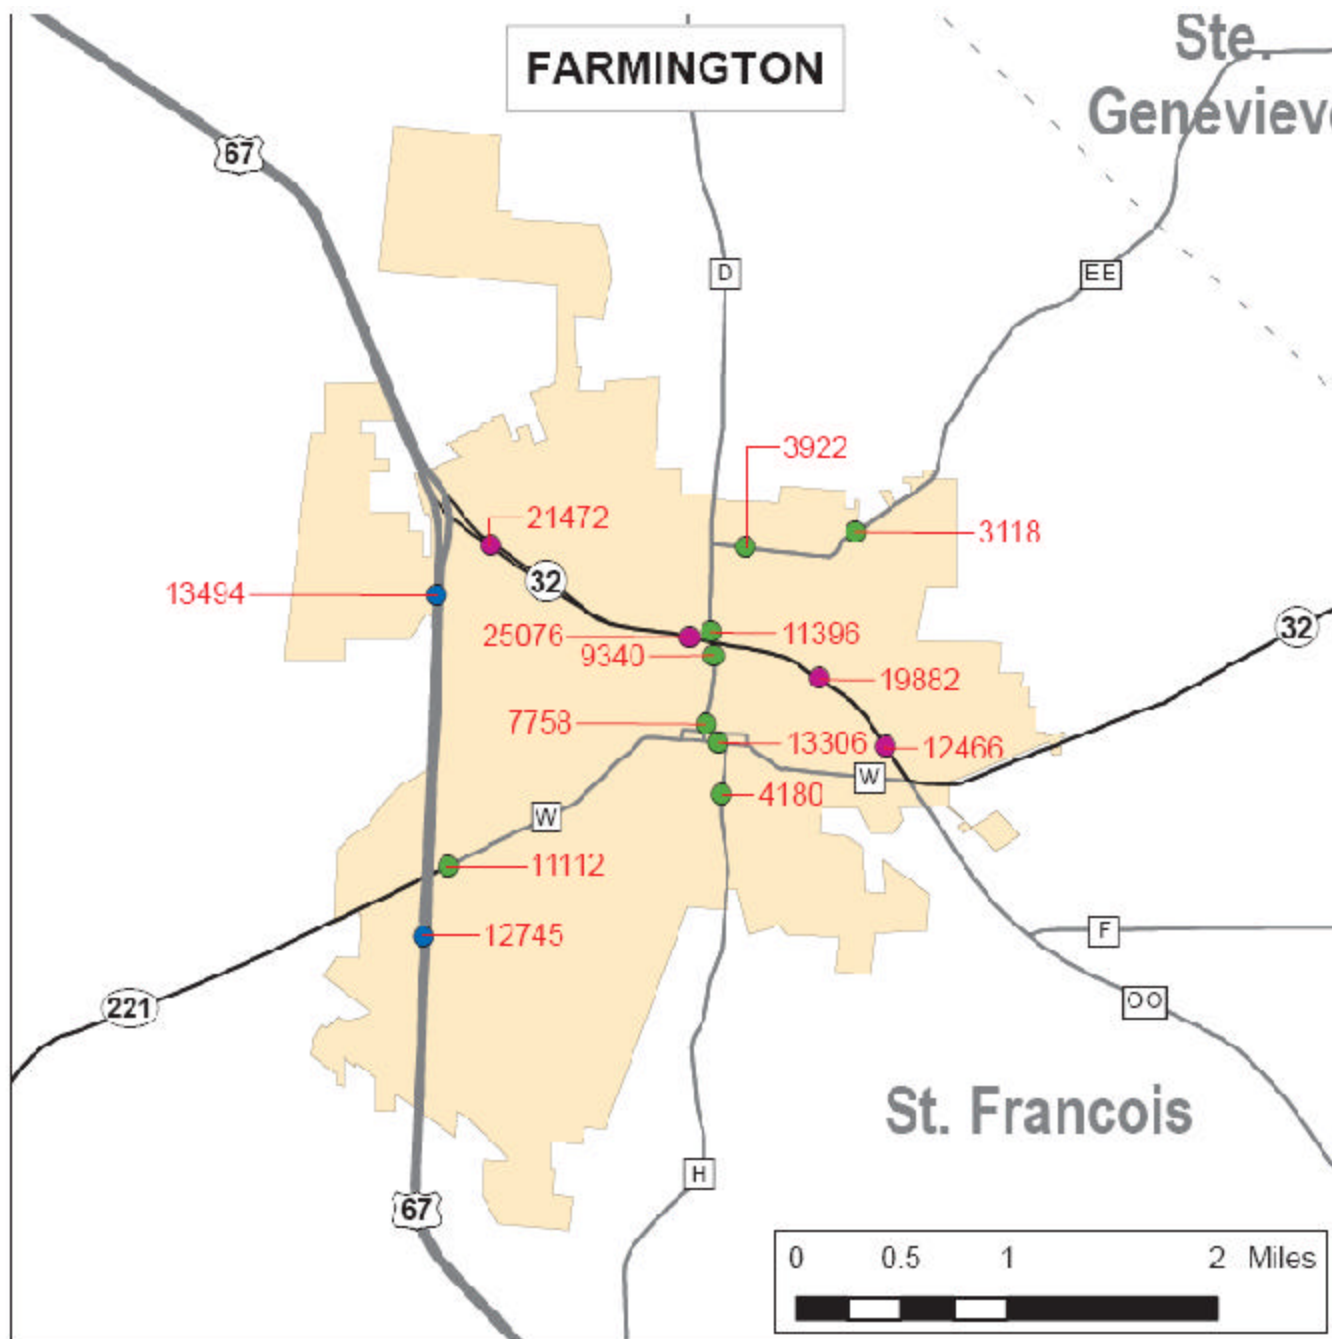 Ste.
FARMINGTON
Genevieve
67
D
EE
3922
21472
3118
32
13494
32
25076
11396
9340
19882
7758
13306
12466
W
4180
W
11112
F
12745
OO
221
St. Francois
H
67
0 0.5 1 2 Miles